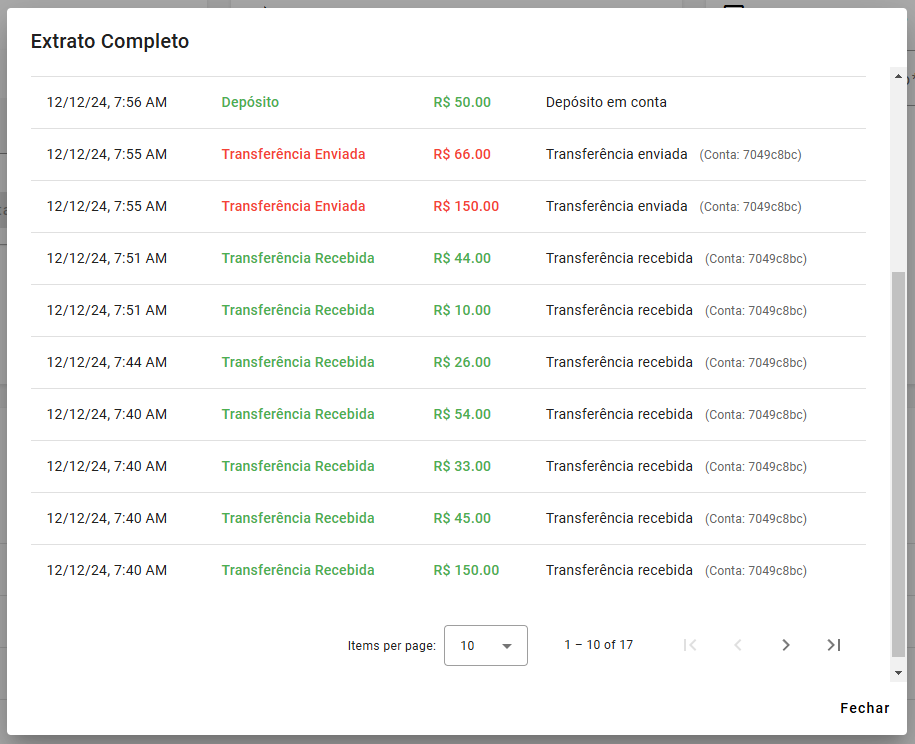 Extrato Completo
12/12/24, 7:56 AM Depósito R$ 50.00 Depósito em conta
12/12/24, 7:55 AM Transferência Enviada R$ 66.00 Transferência enviada (Conta: 7049c8bc)
12/12/24, 7:55 AM Transferência Enviada R$ 150.00 Transferência enviada (Conta: 7049c8bc)
12/12/24, 7:51 AM Transferência Recebida R$ 44.00 Transferência recebida (Conta: 7049c8bc)
12/12/24, 7:51 AM Transferência Recebida R$ 10.00 Transferência recebida (Conta: 7049c8bc)
12/12/24, 7:44 AM Transferência Recebida R$ 26.00 Transferência recebida (Conta: 7049c8bc)
12/12/24, 7:40 AM Transferência Recebida R$ 54.00 Transferência recebida (Conta: 7049c8bc)
12/12/24, 7:40 AM Transferência Recebida R$ 33.00 Transferência recebida (Conta: 7049c8bc)
12/12/24, 7:40 AM Transferência Recebida R$ 45.00 Transferência recebida (Conta: 7049c8bc)
12/12/24, 7:40 AM Transferência Recebida R$ 150.00 Transferência recebida (Conta: 7049c8bc)
Items per page: 10 1 – 10 of 17
Fechar